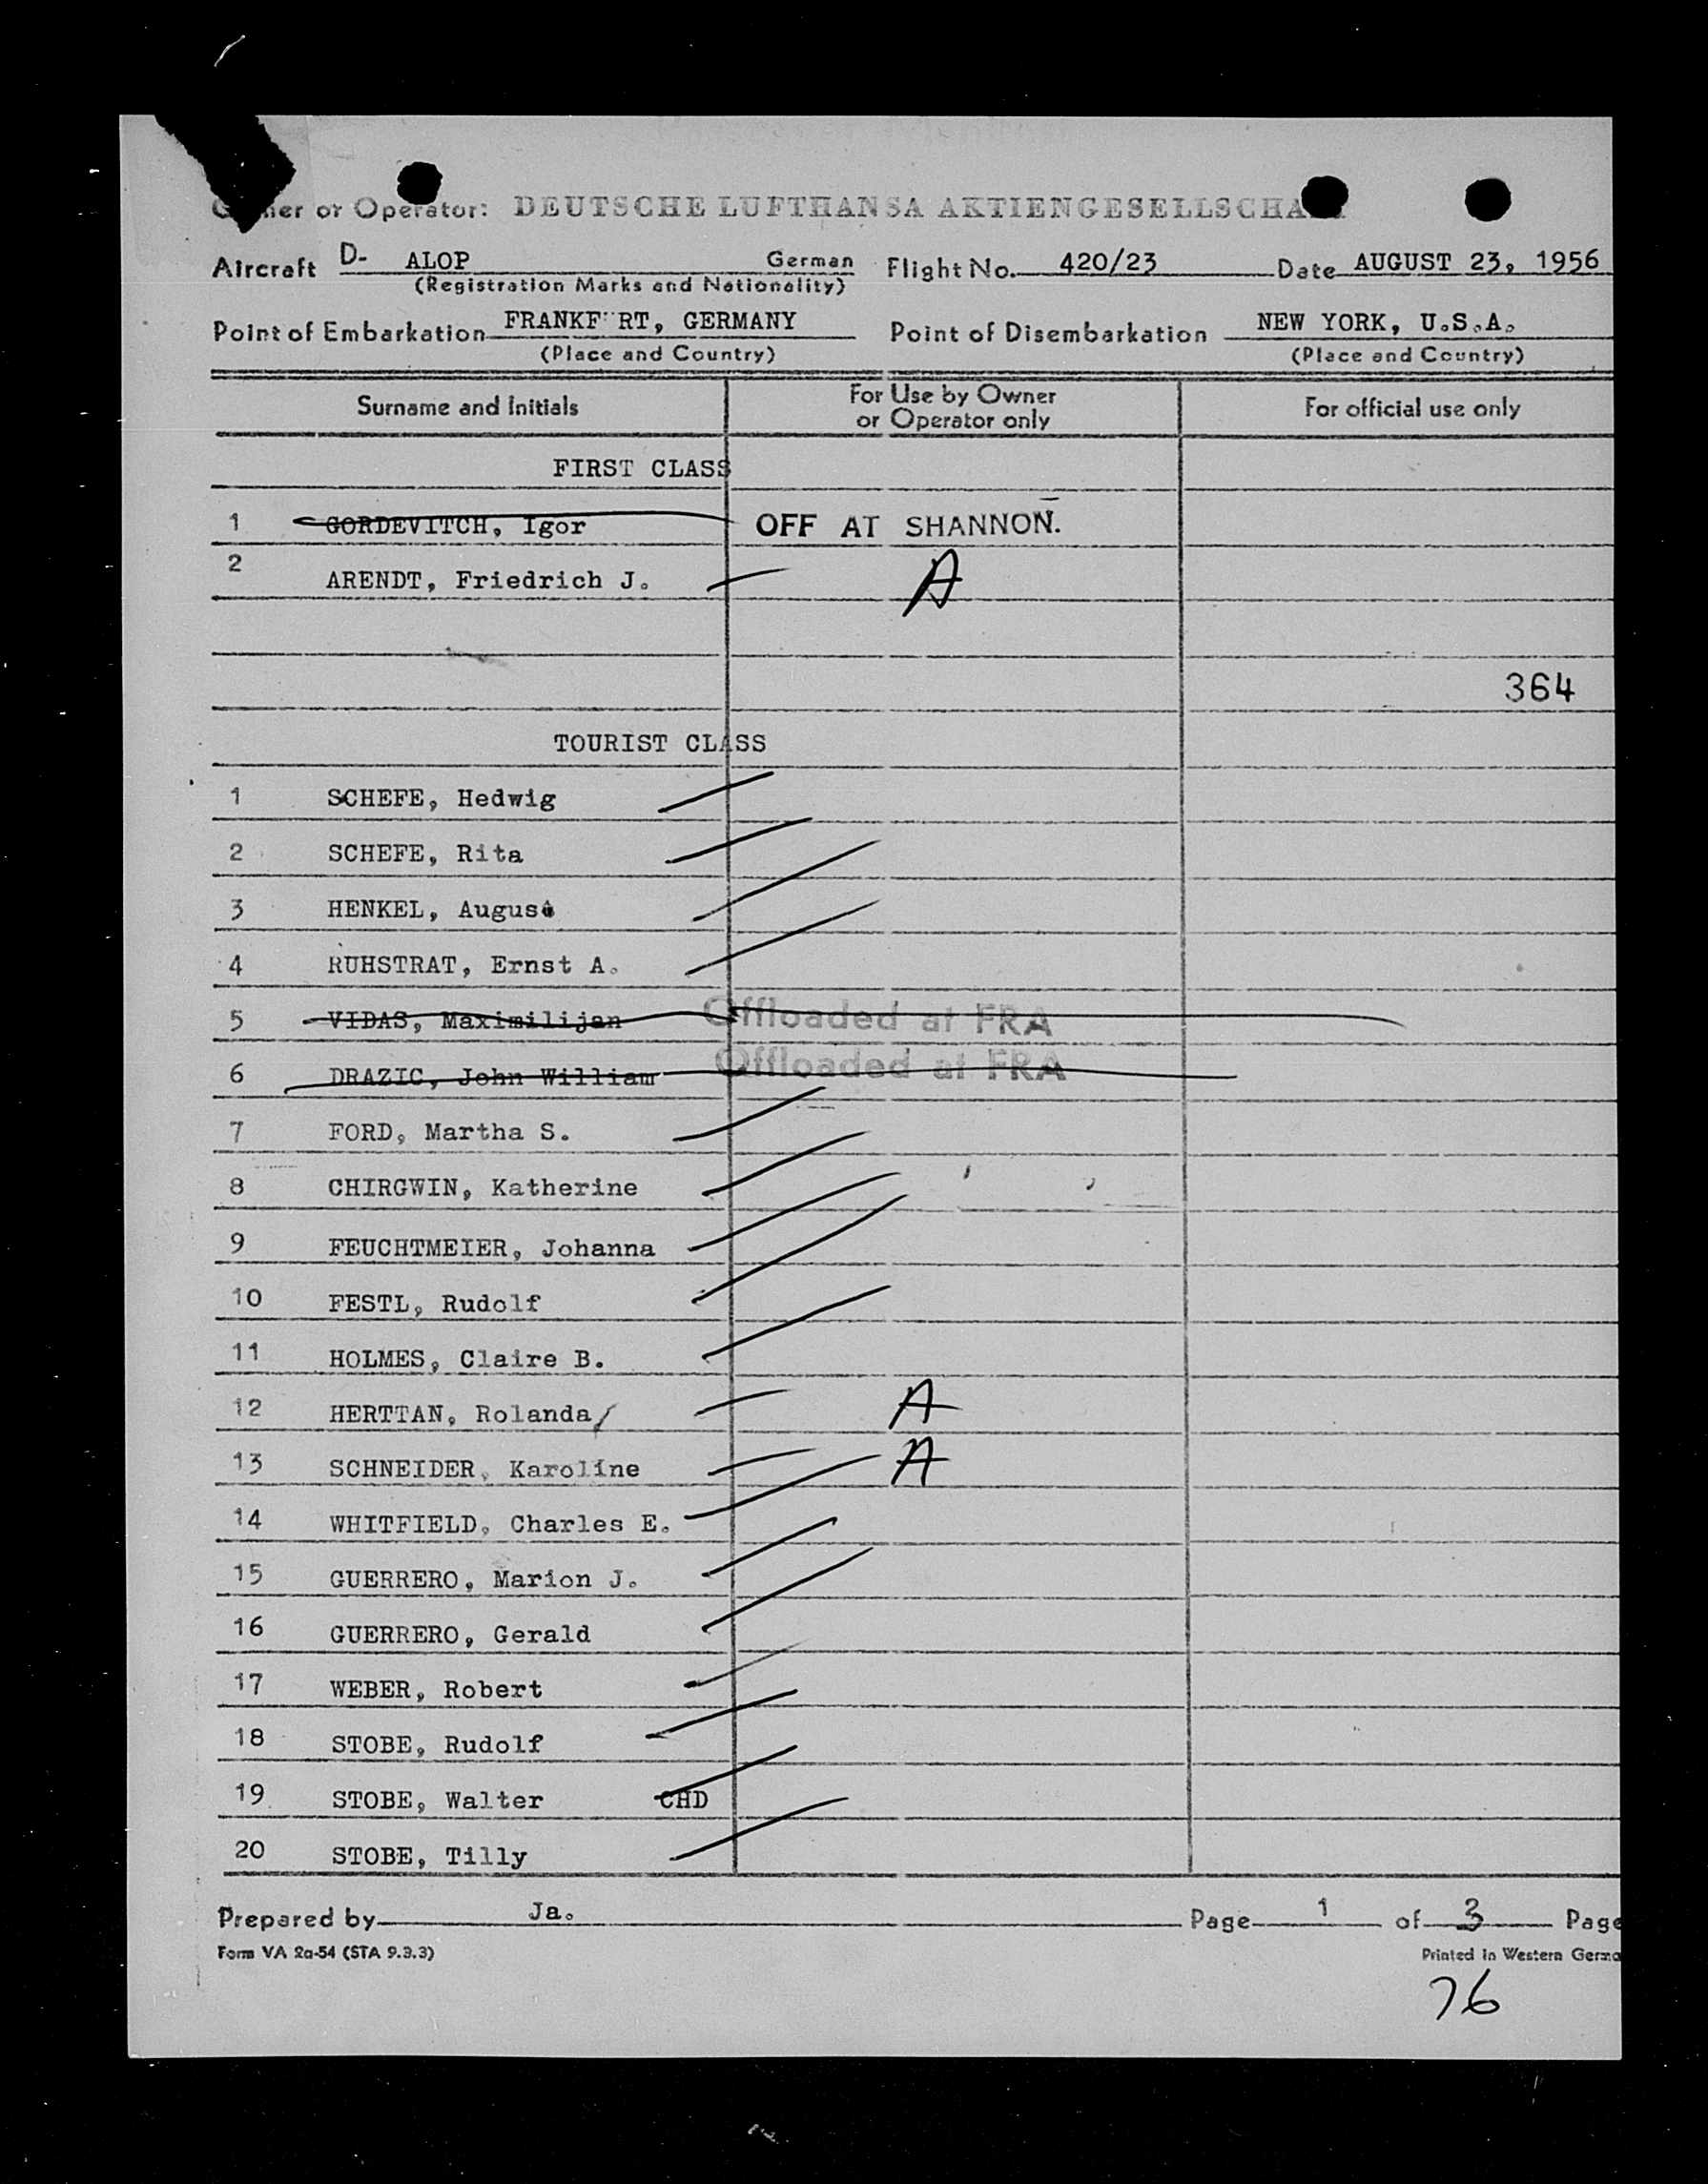 Owner or Operator: DEUTSCHE LUFTHANSA AKTIENGESELLSCHAFT
Aircraft D- ALOP German Flight No. 420/23 Date AUGUST 23, 1956
(Registration Marks and Nationality)
Point of Embarkation FRANKFURT, GERMANY Point of Disembarkation NEW YORK, U.S.A.
(Place and Country) (Place and Country)
Surname and Initials For Use by Owner or Operator only For official use only
FIRST CLASS
1 GORDEVITCH, Igor OFF AT SHANNON.
2 ARENDT, Friedrich J. A
364
TOURIST CLASS
1 SCHEFE, Hedwig
2 SCHEFE, Rita
3 HENKEL, August
4 RUHSTRAT, Ernst A.
5 VIDAS, Maximilijan Offloaded at FRA
6 DRAZIC, John William Offloaded at FRA
7 FORD, Martha S.
8 CHIRGWIN, Katherine
9 FEUCHTMEIER, Johanna
10 FESTL, Rudolf
11 HOLMES, Claire B.
12 HERTTAN, Rolanda A
13 SCHNEIDER, Karoline A
14 WHITFIELD, Charles E.
15 GUERRERO, Marion J.
16 GUERRERO, Gerald
17 WEBER, Robert
18 STOBE, Rudolf
19 STOBE, Walter CHD
20 STOBE, Tilly
Prepared by Ja. Page 1 of 3 Page
Form VA 2a-54 (STA 9.3.3) Printed in Western Germa
76